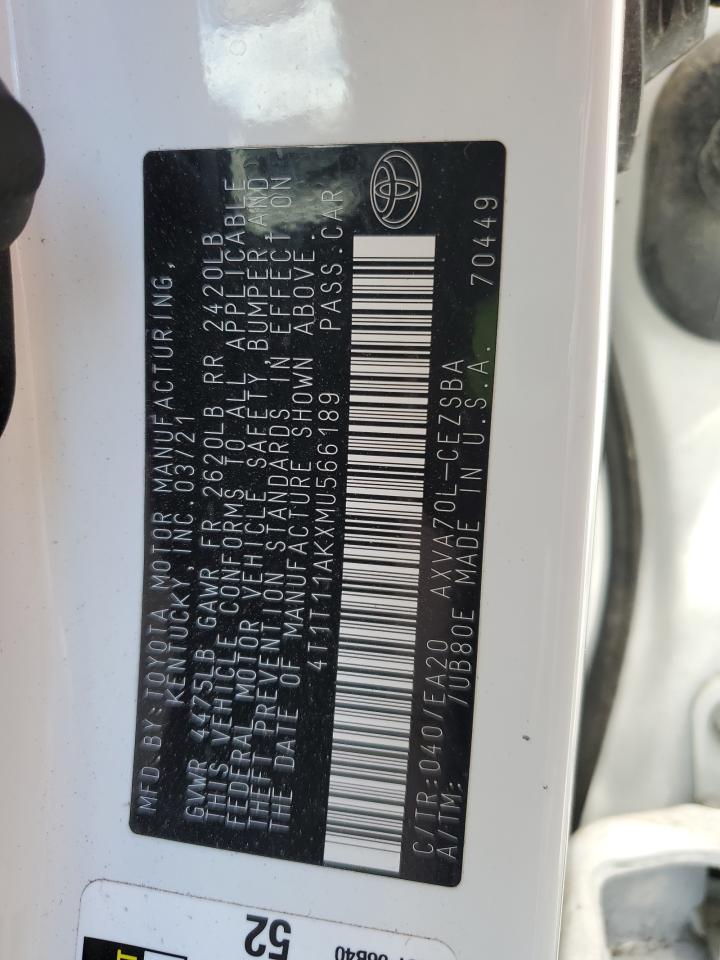 MFD.BY:TOYOTA MOTOR MANUFACTURING,
KENTUCKY,INC.03/21
GVWR 4475LB GAWR FR 2620LB RR 2420LB
THIS VEHICLE CONFORMS TO ALL APPLICABLE
FEDERAL MOTOR VEHICLE SAFETY,BUMPER,AND
THEFT PREVENTION STANDARDS IN EFFECT ON
THE DATE OF MANUFACTURE SHOWN ABOVE.
4T1T11AKXMU566189 PASS.CAR
C/TR:040/EA20 AXVA70L-CEZSBA
A/TM: /UB80E MADE IN U.S.A. 70449
52
06B40